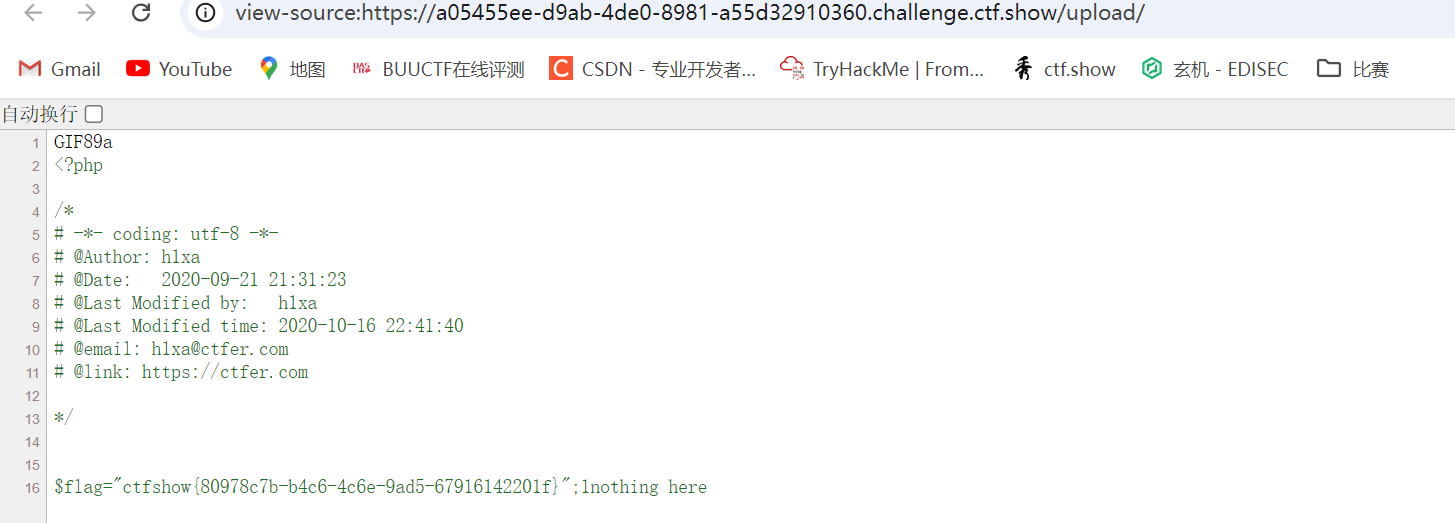 view-source:https://a05455ee-d9ab-4de0-8981-a55d32910360.challenge.ctf.show/upload/
Gmail YouTube 地图 BUUCTF在线评测 CSDN - 专业开发者... TryHackMe | From... ctf.show 玄机 - EDISEC 比赛
自动换行
1 GIF89a
2 <?php
3
4 /*
5 # -*- coding: utf-8 -*-
6 # @Author: hlxa
7 # @Date:   2020-09-21 21:31:23
8 # @Last Modified by:   hlxa
9 # @Last Modified time: 2020-10-16 22:41:40
10 # @email: hlxa@ctfer.com
11 # @link: https://ctfer.com
12
13 */
14
15
16 $flag="ctfshow{80978c7b-b4c6-4c6e-9ad5-67916142201f}";1nothing here